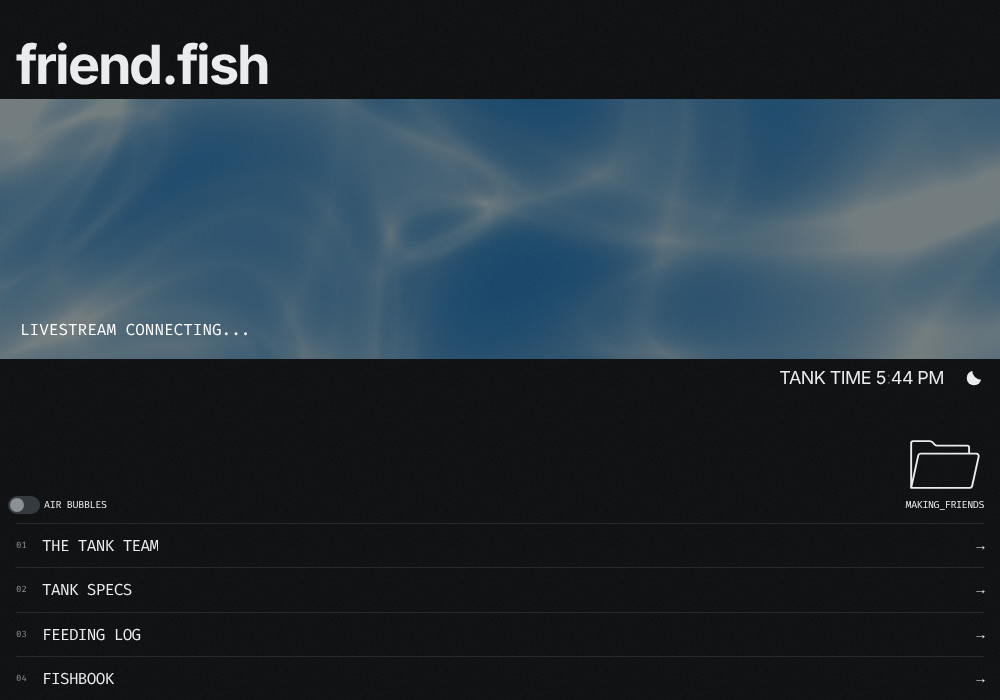 friend.fish
LIVESTREAM CONNECTING...
TANK TIME 5:44 PM
MAKING_FRIENDS
AIR BUBBLES
01 THE TANK TEAM →
02 TANK SPECS →
03 FEEDING LOG →
04 FISHBOOK →